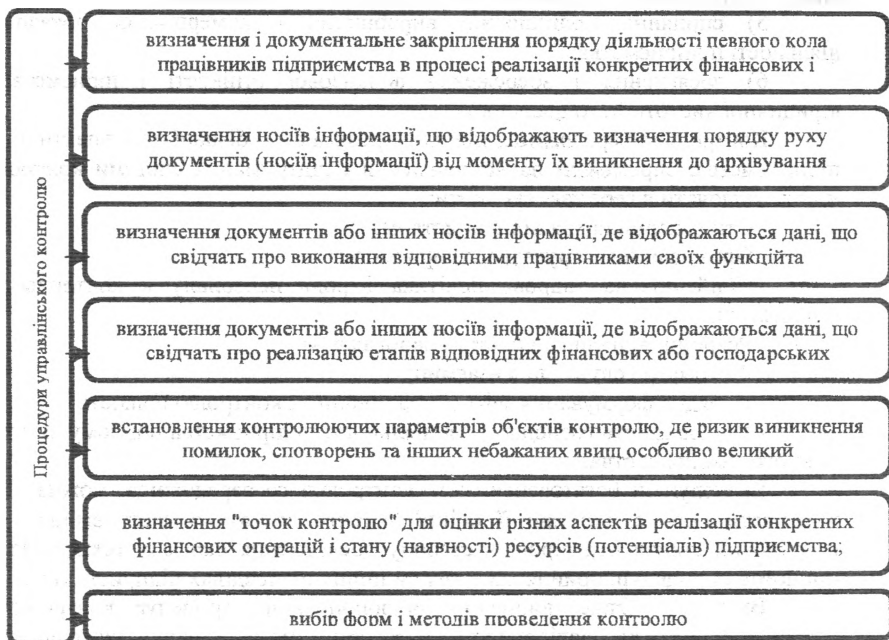 Процедури управлінського контролю
визначення і документальне закріплення порядку діяльності певного кола
працівників підприємства в процесі реалізації конкретних фінансових і
визначення носіїв інформації, що відображають визначення порядку руху
документів (носіїв інформації) від моменту їх виникнення до архівування
визначення документів або інших носіїв інформації, де відображаються дані, що
свідчать про виконання відповідними працівниками своїх функційта
визначення документів або інших носіїв інформації, де відображаються дані, що
свідчать про реалізацію етапів відповідних фінансових або господарських
встановлення контролюючих параметрів об'єктів контролю, де ризик виникнення
помилок, спотворень та інших небажаних явищ особливо великий
визначення "точок контролю" для оцінки різних аспектів реалізації конкретних
фінансових операцій і стану (наявності) ресурсів (потенціалів) підприємства;
вибір форм і методів проведення контролю